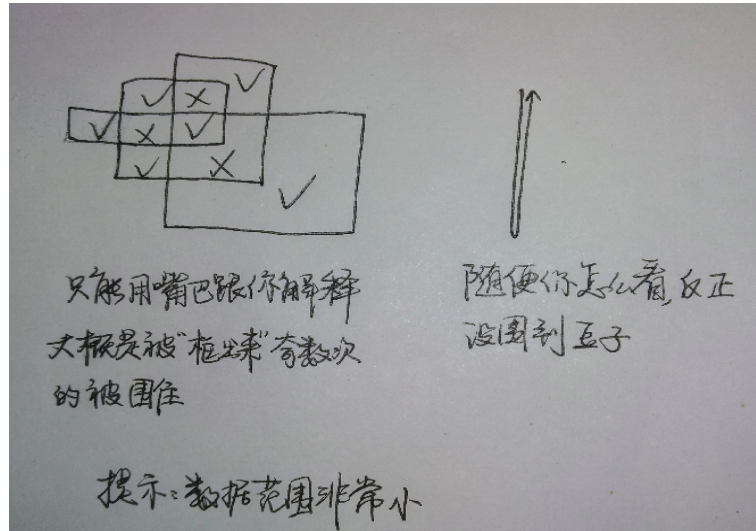 只能用嘴巴跟你解释
大概是被“框出来”奇数次
的被围住
随便你怎么看,反正
没围到豆子
提示:数据范围非常小